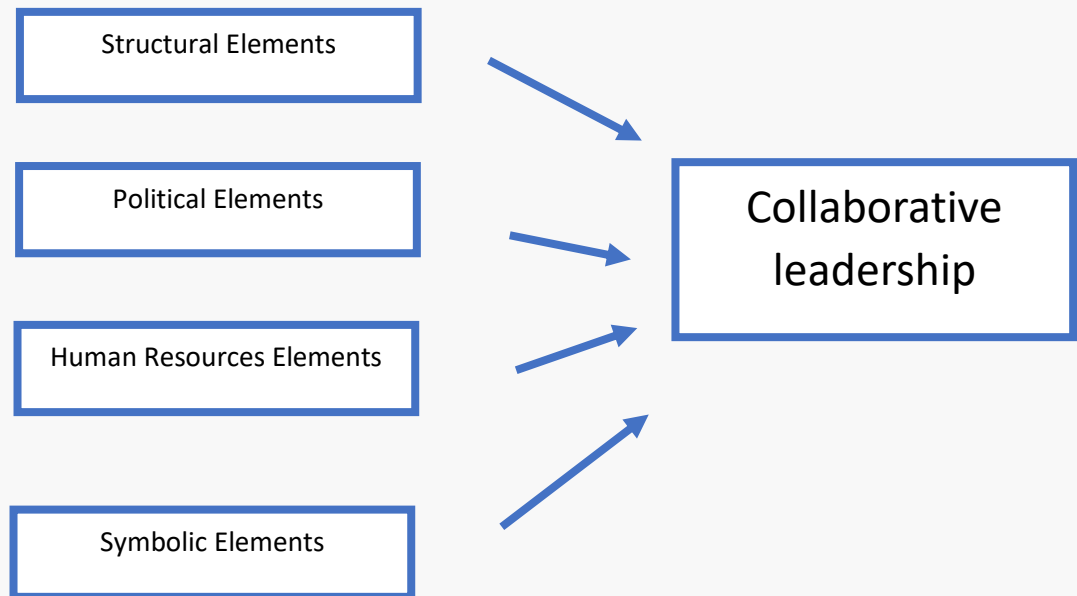 Structural Elements
Political Elements
Human Resources Elements
Symbolic Elements
Collaborative
leadership